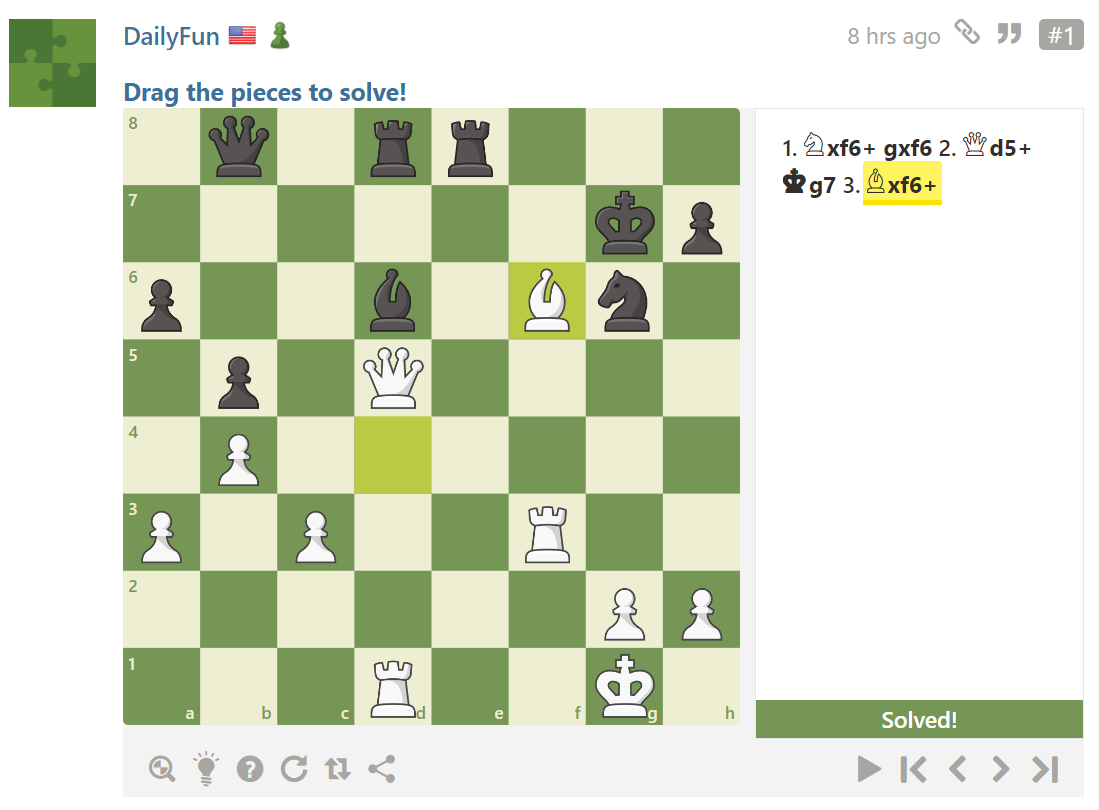 DailyFun
8 hrs ago
#1
Drag the pieces to solve!
8
7
6
5
4
3
2
1
a b c d e f g h
1. ♘xf6+ gxf6 2. ♕d5+
♚g7 3. ♗xf6+
Solved!